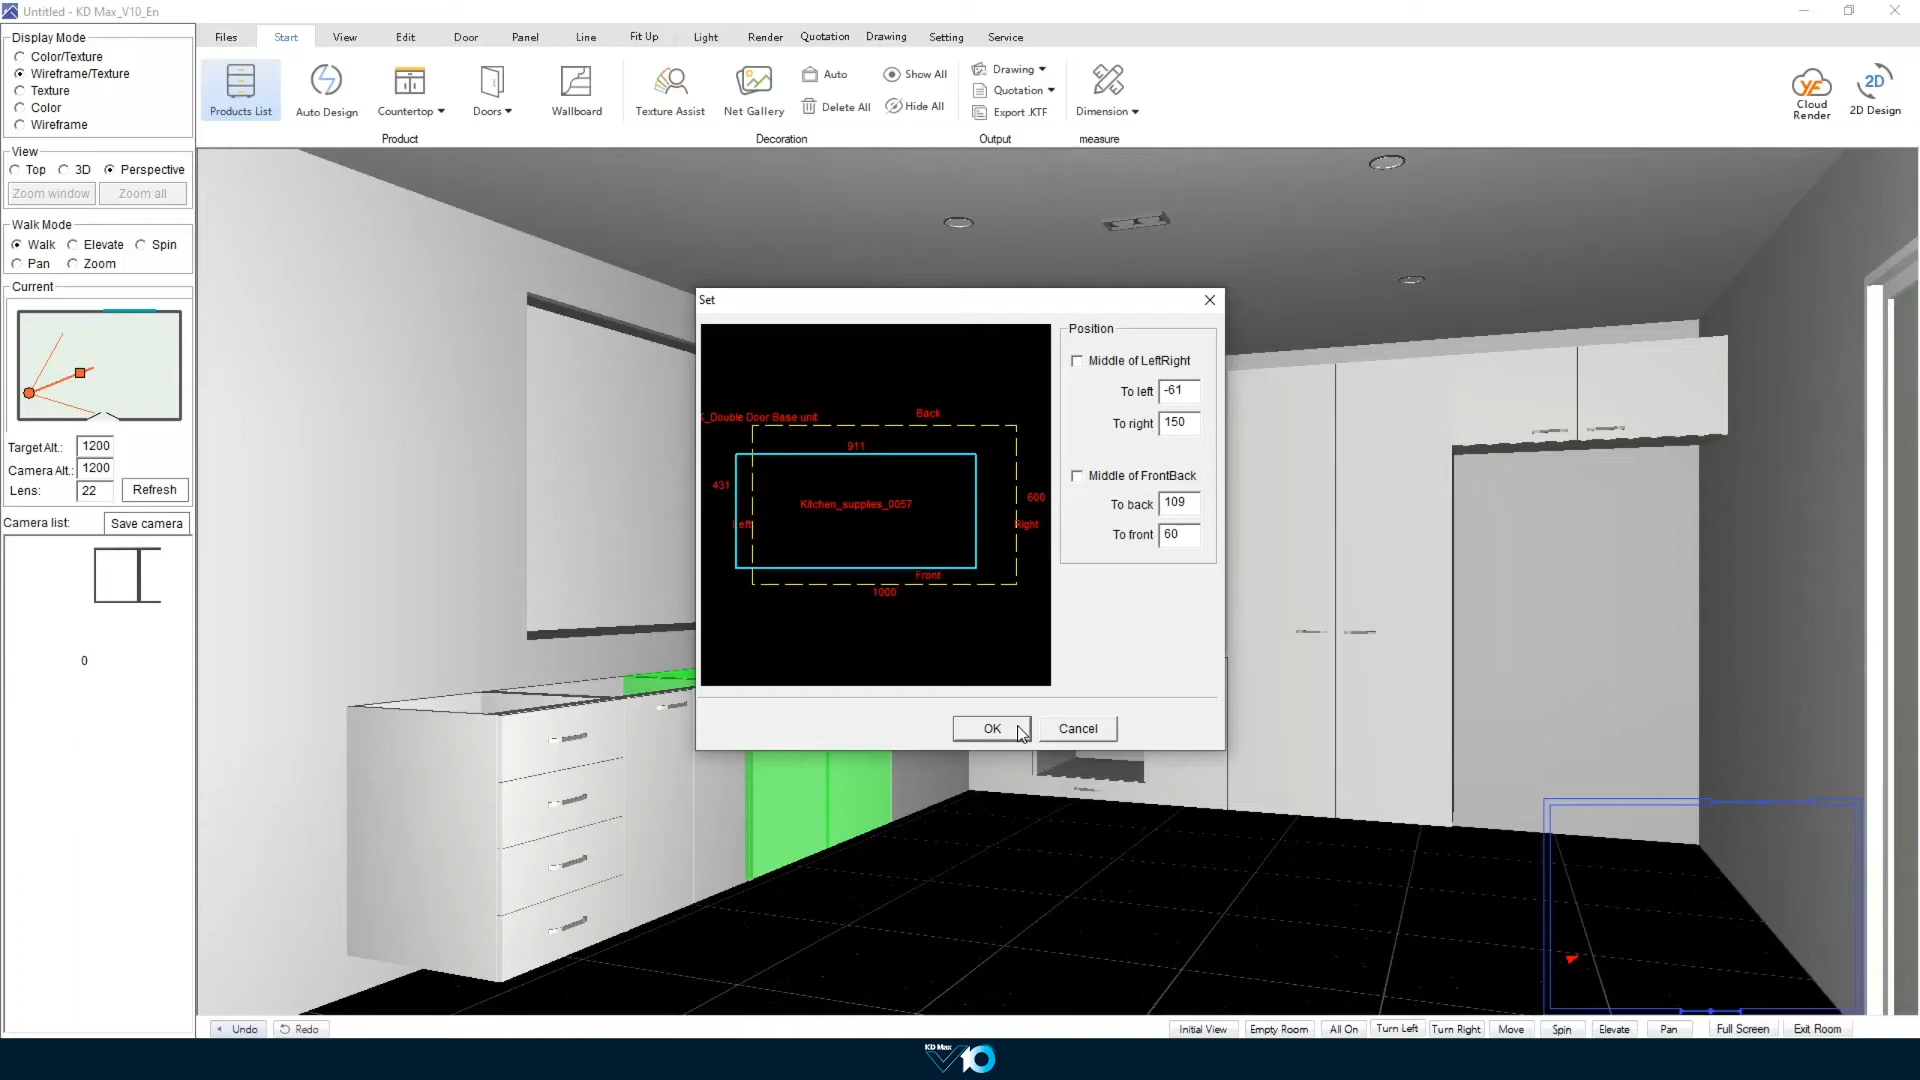 Untitled - KD Max_V10_En
Files Start View Edit Door Panel Line Fit Up Light Render Quotation Drawing Setting Service
Display Mode
Color/Texture
Wireframe/Texture
Texture
Color
Wireframe
Products List
Auto Design
Countertop
Doors
Wallboard
Product
Texture Assist
Net Gallery
Auto
Delete All
Show All
Hide All
Decoration
Drawing
Quotation
Export .KTF
Output
Dimension
measure
Cloud
Render
2D
2D Design
View
Top 3D Perspective
Zoom window Zoom all
Walk Mode
Walk Elevate Spin
Pan Zoom
Current
Target Alt.: 1200
Camera Alt.: 1200
Lens: 22 Refresh
Camera list: Save camera
0
Set
_Double Door Base unit
Back
911
431
Kitchen_supplies_0057
600
Left
Right
Front
1000
Position
Middle of LeftRight
To left -61
To right 150
Middle of FrontBack
To back 109
To front 60
OK Cancel
Undo Redo
Initial View Empty Room All On Turn Left Turn Right Move Spin Elevate Pan Full Screen Exit Room
KD Max
V10